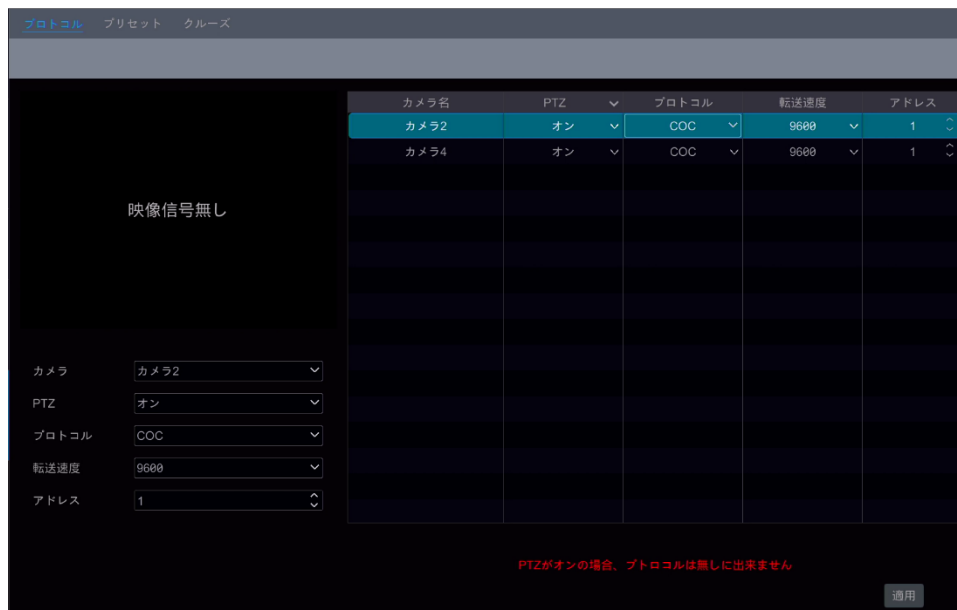 プロトコル プリセット クルーズ
カメラ名 PTZ プロトコル 転送速度 アドレス
カメラ2 オン COC 9600 1
カメラ4 オン COC 9600 1
映像信号無し
カメラ カメラ2
PTZ オン
プロトコル COC
転送速度 9600
アドレス 1
PTZがオンの場合、プトロコルは無しに出来ません
適用